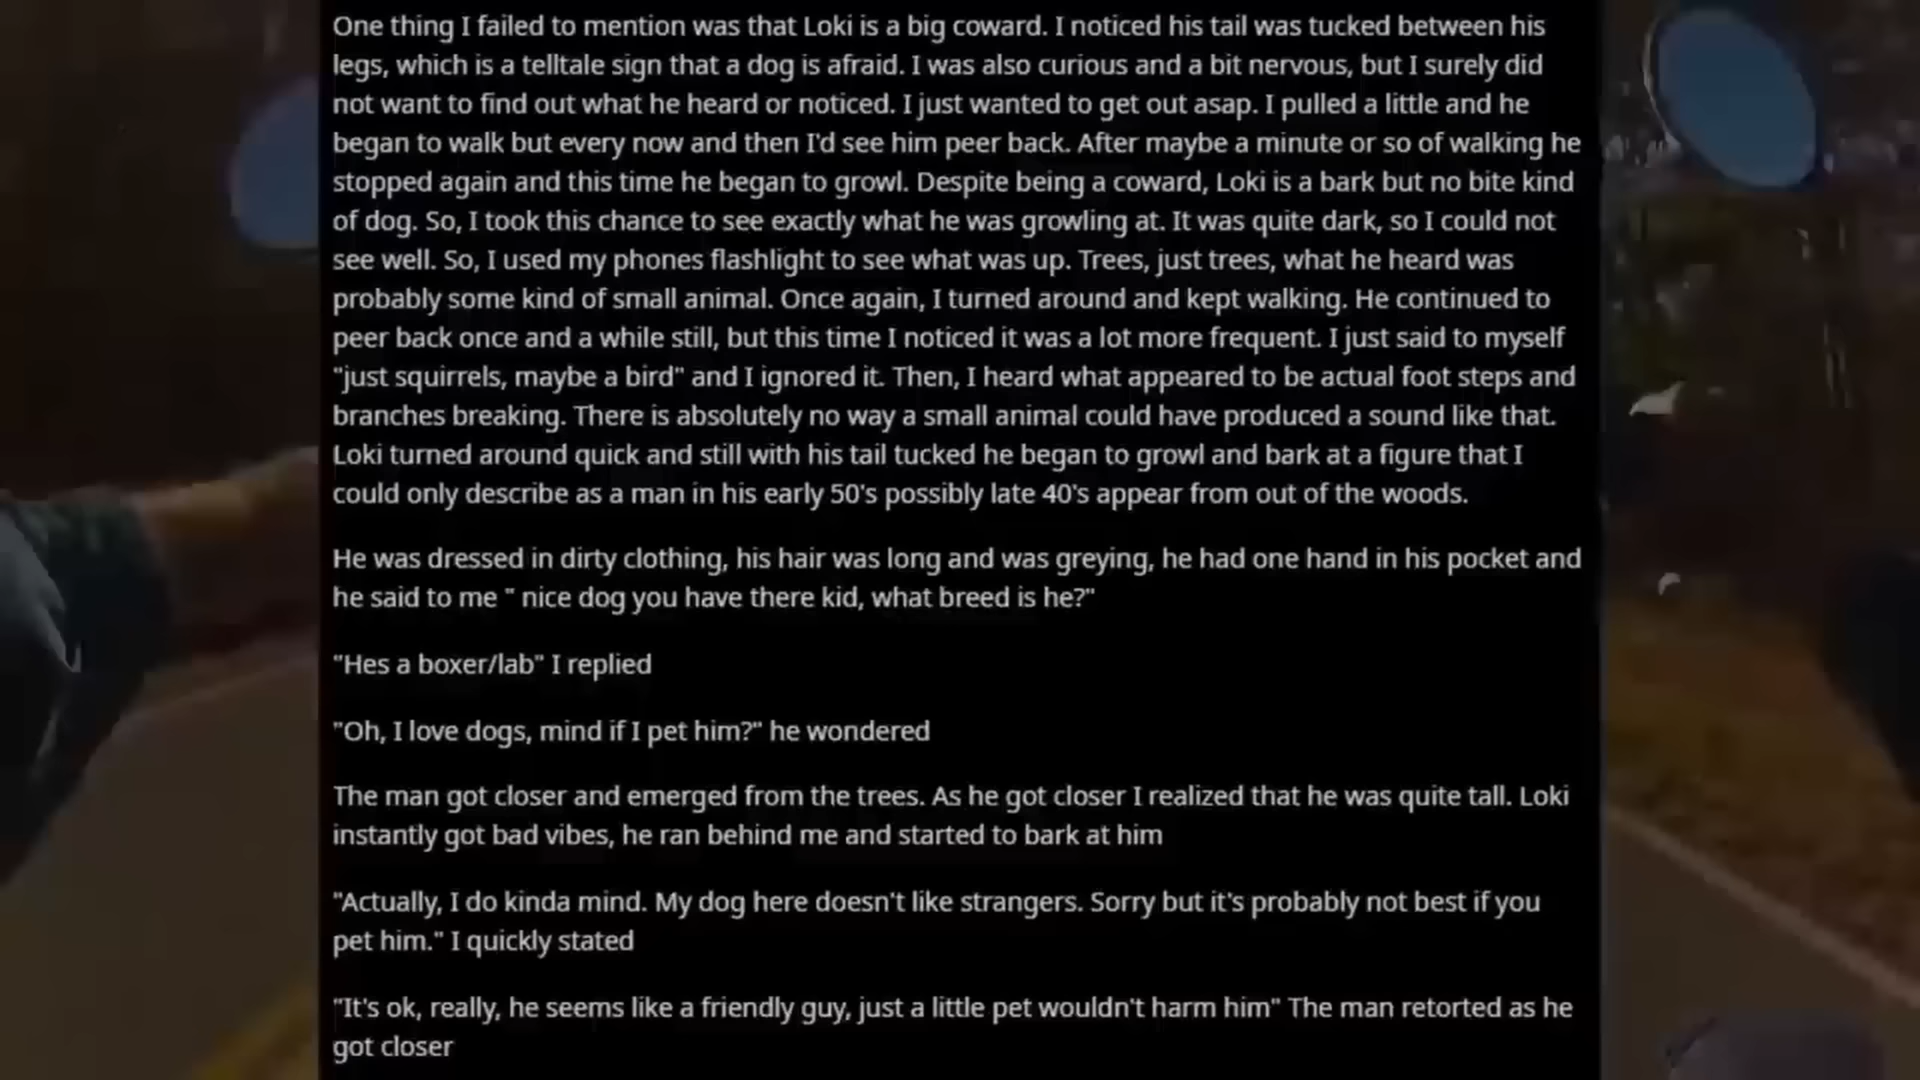 One thing I failed to mention was that Loki is a big coward. I noticed his tail was tucked between his
legs, which is a telltale sign that a dog is afraid. I was also curious and a bit nervous, but I surely did
not want to find out what he heard or noticed. I just wanted to get out asap. I pulled a little and he
began to walk but every now and then I'd see him peer back. After maybe a minute or so of walking he
stopped again and this time he began to growl. Despite being a coward, Loki is a bark but no bite kind
of dog. So, I took this chance to see exactly what he was growling at. It was quite dark, so I could not
see well. So, I used my phones flashlight to see what was up. Trees, just trees, what he heard was
probably some kind of small animal. Once again, I turned around and kept walking. He continued to
peer back once and a while still, but this time I noticed it was a lot more frequent. I just said to myself
"just squirrels, maybe a bird" and I ignored it. Then, I heard what appeared to be actual foot steps and
branches breaking. There is absolutely no way a small animal could have produced a sound like that.
Loki turned around quick and still with his tail tucked he began to growl and bark at a figure that I
could only describe as a man in his early 50's possibly late 40's appear from out of the woods.
He was dressed in dirty clothing, his hair was long and was greying, he had one hand in his pocket and
he said to me " nice dog you have there kid, what breed is he?"
"Hes a boxer/lab" I replied
"Oh, I love dogs, mind if I pet him?" he wondered
The man got closer and emerged from the trees. As he got closer I realized that he was quite tall. Loki
instantly got bad vibes, he ran behind me and started to bark at him
"Actually, I do kinda mind. My dog here doesn't like strangers. Sorry but it's probably not best if you
pet him." I quickly stated
"It's ok, really, he seems like a friendly guy, just a little pet wouldn't harm him" The man retorted as he
got closer